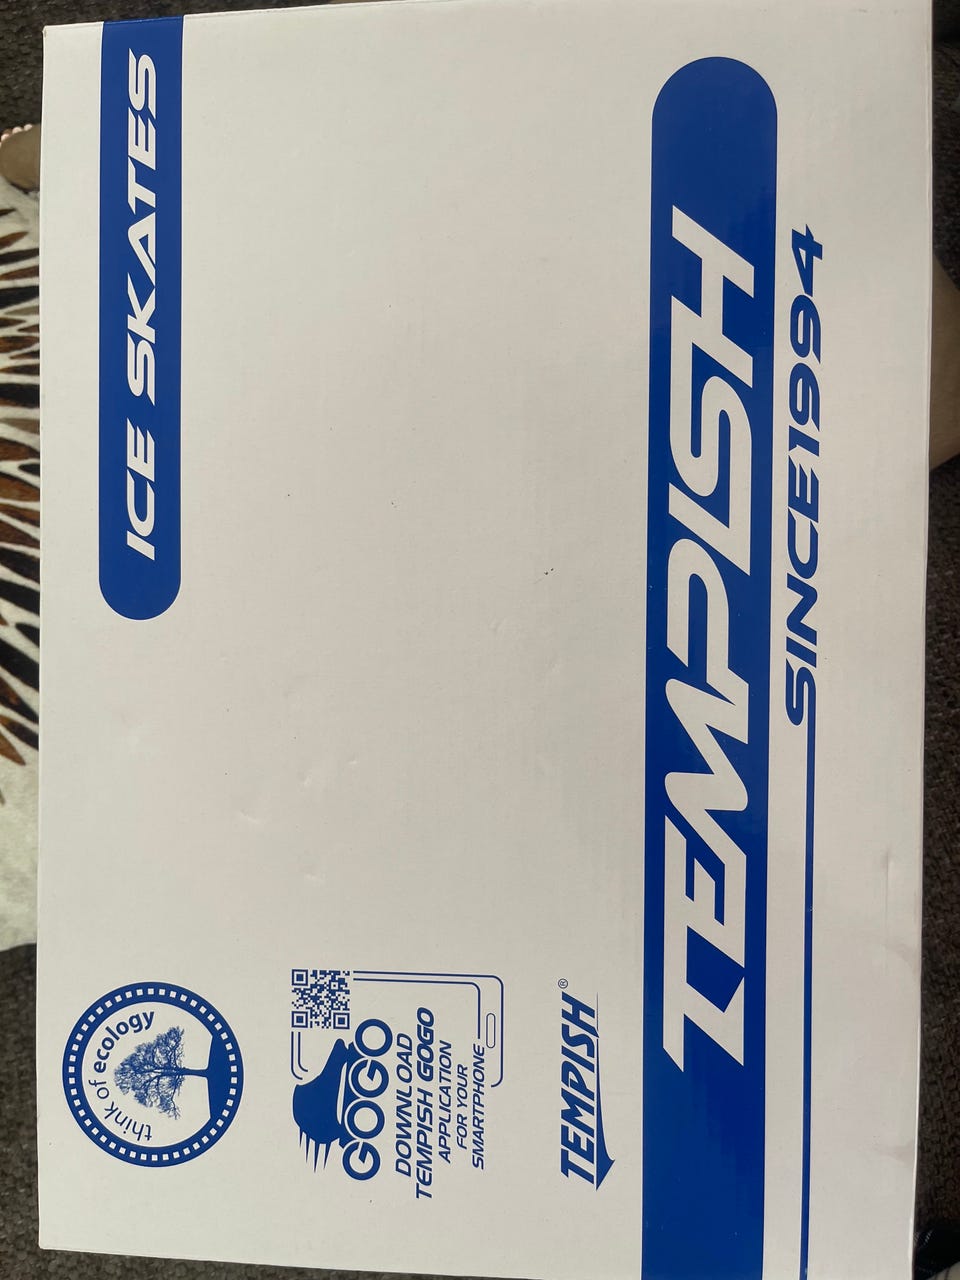 TEMPISH
SINCE1994
TEMPISH®
GOGO
DOWNLOAD
TEMPISH GOGO
APPLICATION
FOR YOUR
SMARTPHONE
think of ecology
ICE SKATES